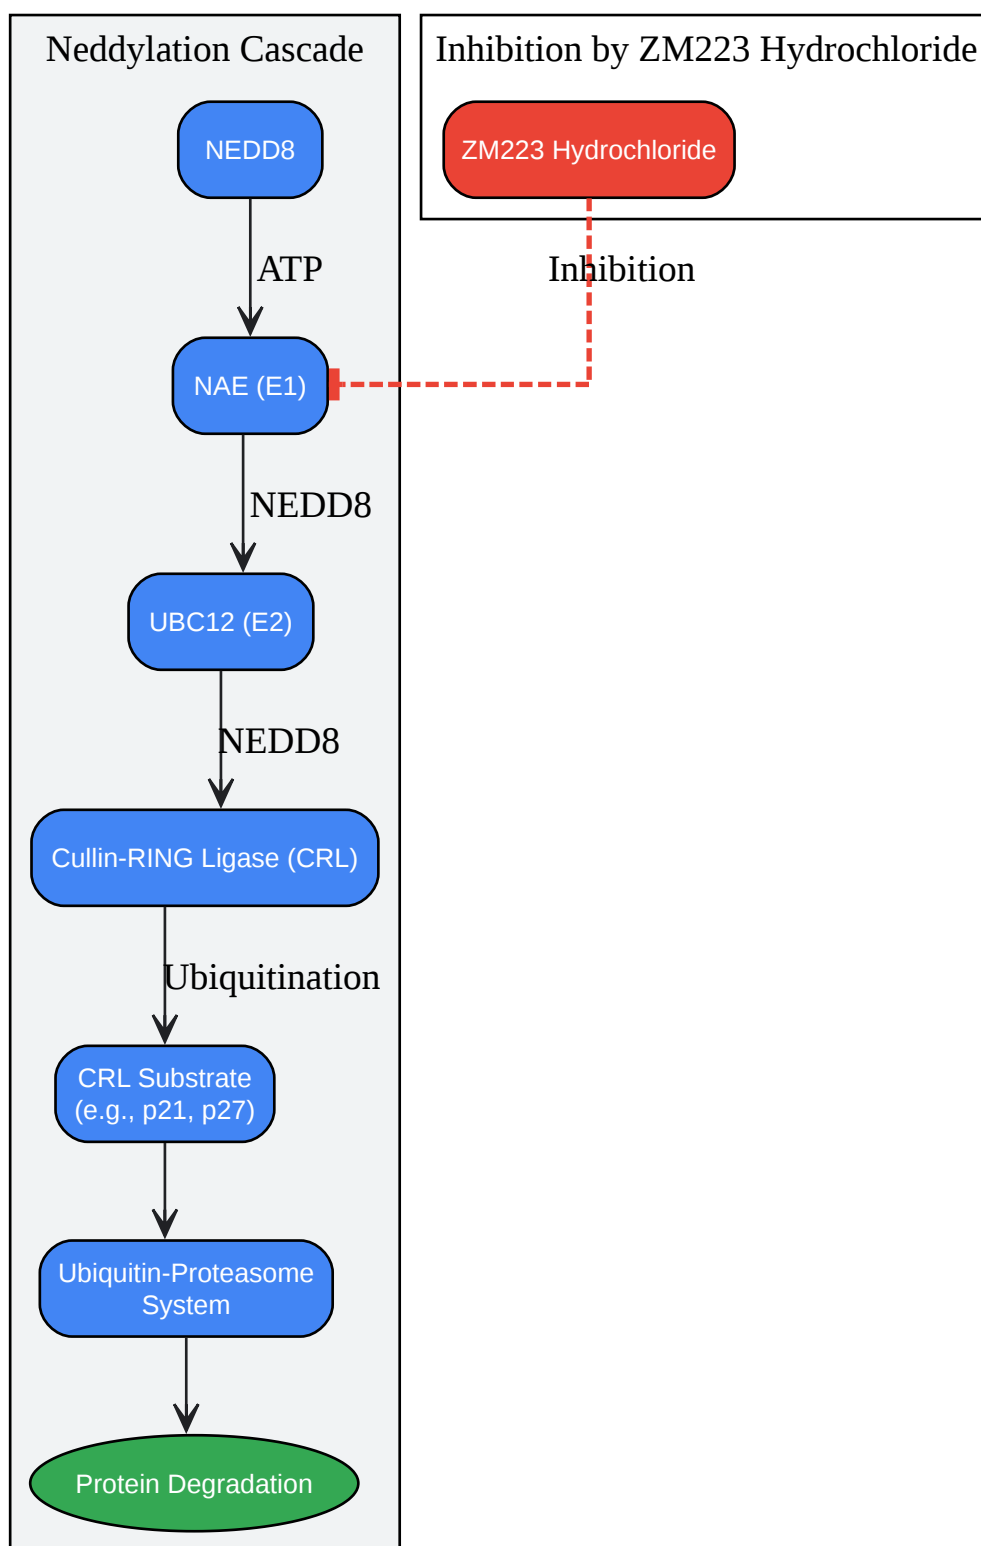 Neddylation Cascade
NEDD8
ATP
NAE (E1)
NEDD8
UBC12 (E2)
NEDD8
Cullin-RING Ligase (CRL)
Ubiquitination
CRL Substrate
(e.g., p21, p27)
Ubiquitin-Proteasome
System
Protein Degradation
Inhibition by ZM223 Hydrochloride
ZM223 Hydrochloride
Inhibition